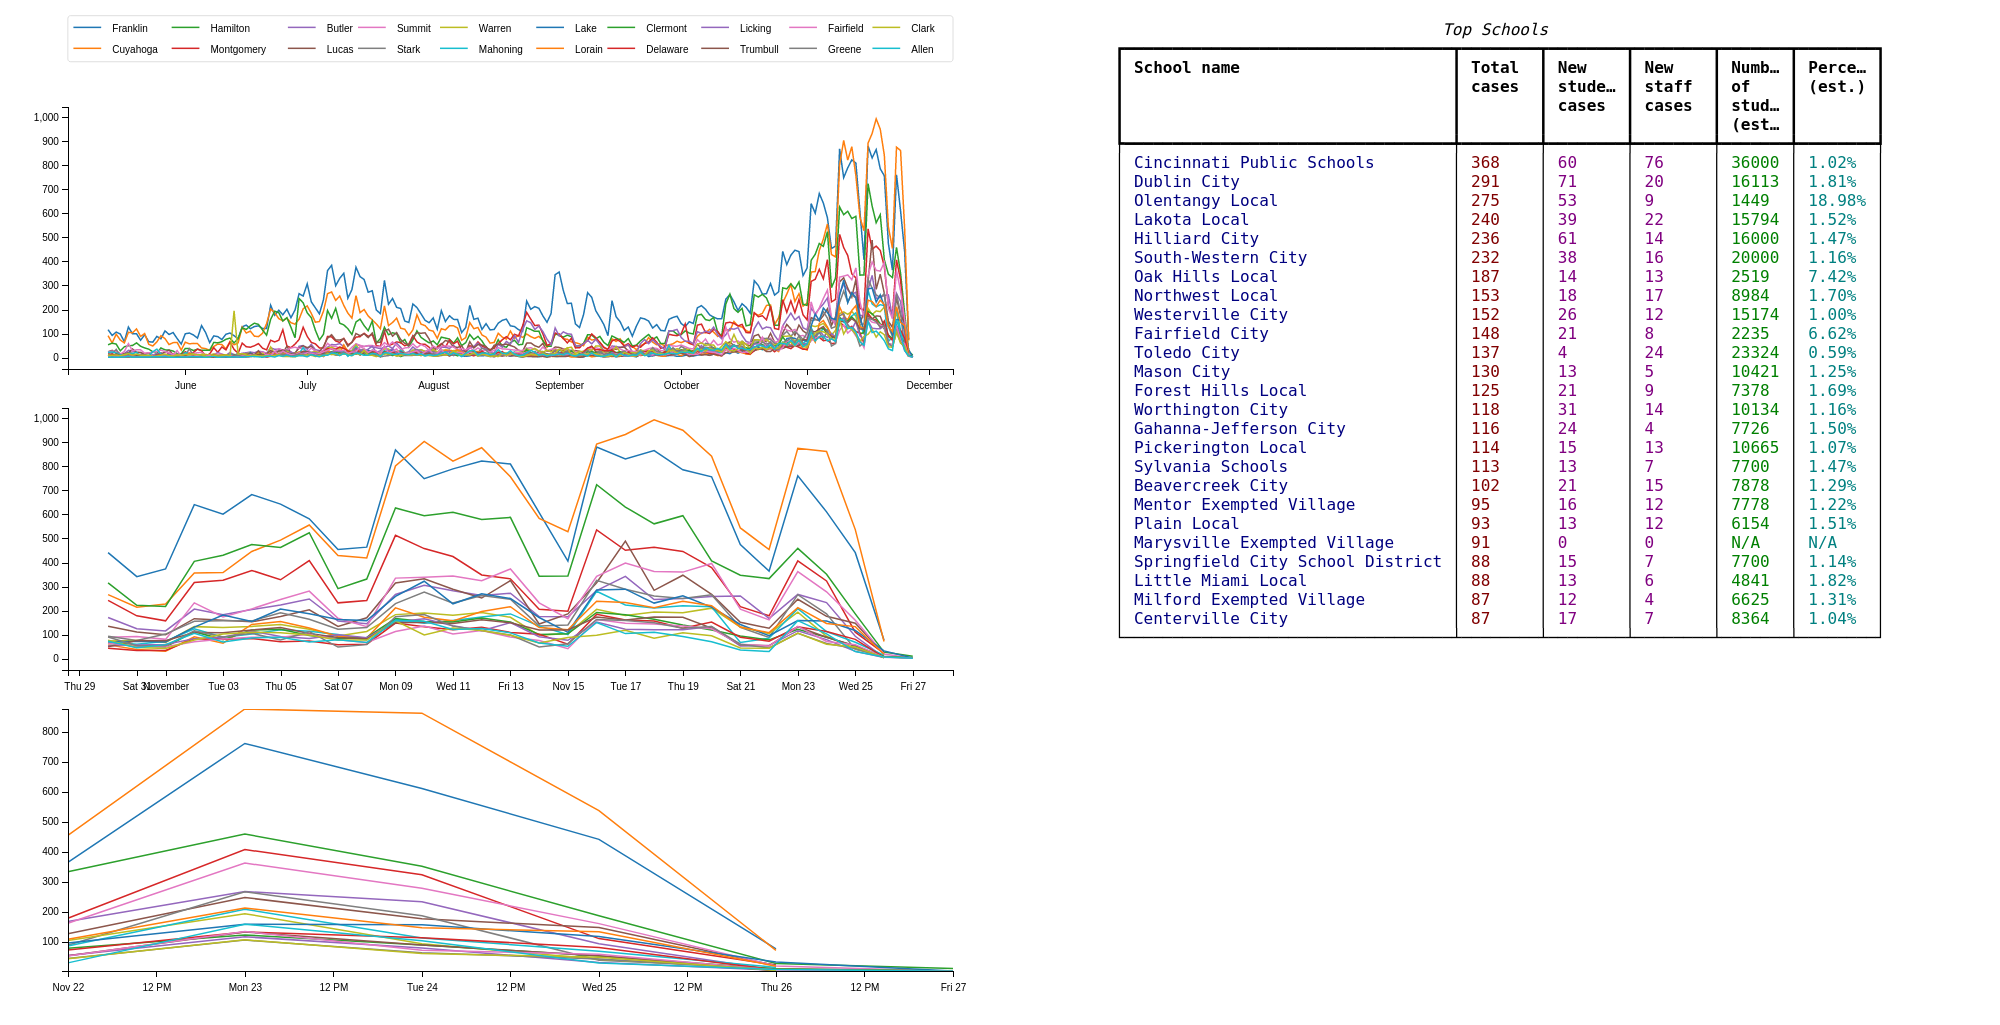 Franklin Hamilton Butler Summit Warren Lake Clermont Licking Fairfield Clark
Cuyahoga Montgomery Lucas Stark Mahoning Lorain Delaware Trumbull Greene Allen
1,000
900
800
700
600
500
400
300
200
100
0
June July August September October November December
1,000
900
800
700
600
500
400
300
200
100
0
Thu 29 Sat 31 November Tue 03 Thu 05 Sat 07 Mon 09 Wed 11 Fri 13 Nov 15 Tue 17 Thu 19 Sat 21 Mon 23 Wed 25 Fri 27
800
700
600
500
400
300
200
100
Nov 22 12 PM Mon 23 12 PM Tue 24 12 PM Wed 25 12 PM Thu 26 12 PM Fri 27
Top Schools
School name Total New New Numb… Perce…
cases stude… staff of (est.)
cases cases stud…
(est…
Cincinnati Public Schools 368 60 76 36000 1.02%
Dublin City 291 71 20 16113 1.81%
Olentangy Local 275 53 9 1449 18.98%
Lakota Local 240 39 22 15794 1.52%
Hilliard City 236 61 14 16000 1.47%
South-Western City 232 38 16 20000 1.16%
Oak Hills Local 187 14 13 2519 7.42%
Northwest Local 153 18 17 8984 1.70%
Westerville City 152 26 12 15174 1.00%
Fairfield City 148 21 8 2235 6.62%
Toledo City 137 4 24 23324 0.59%
Mason City 130 13 5 10421 1.25%
Forest Hills Local 125 21 9 7378 1.69%
Worthington City 118 31 14 10134 1.16%
Gahanna-Jefferson City 116 24 4 7726 1.50%
Pickerington Local 114 15 13 10665 1.07%
Sylvania Schools 113 13 7 7700 1.47%
Beavercreek City 102 21 15 7878 1.29%
Mentor Exempted Village 95 16 12 7778 1.22%
Plain Local 93 13 12 6154 1.51%
Marysville Exempted Village 91 0 0 N/A N/A
Springfield City School District 88 15 7 7700 1.14%
Little Miami Local 88 13 6 4841 1.82%
Milford Exempted Village 87 12 4 6625 1.31%
Centerville City 87 17 7 8364 1.04%